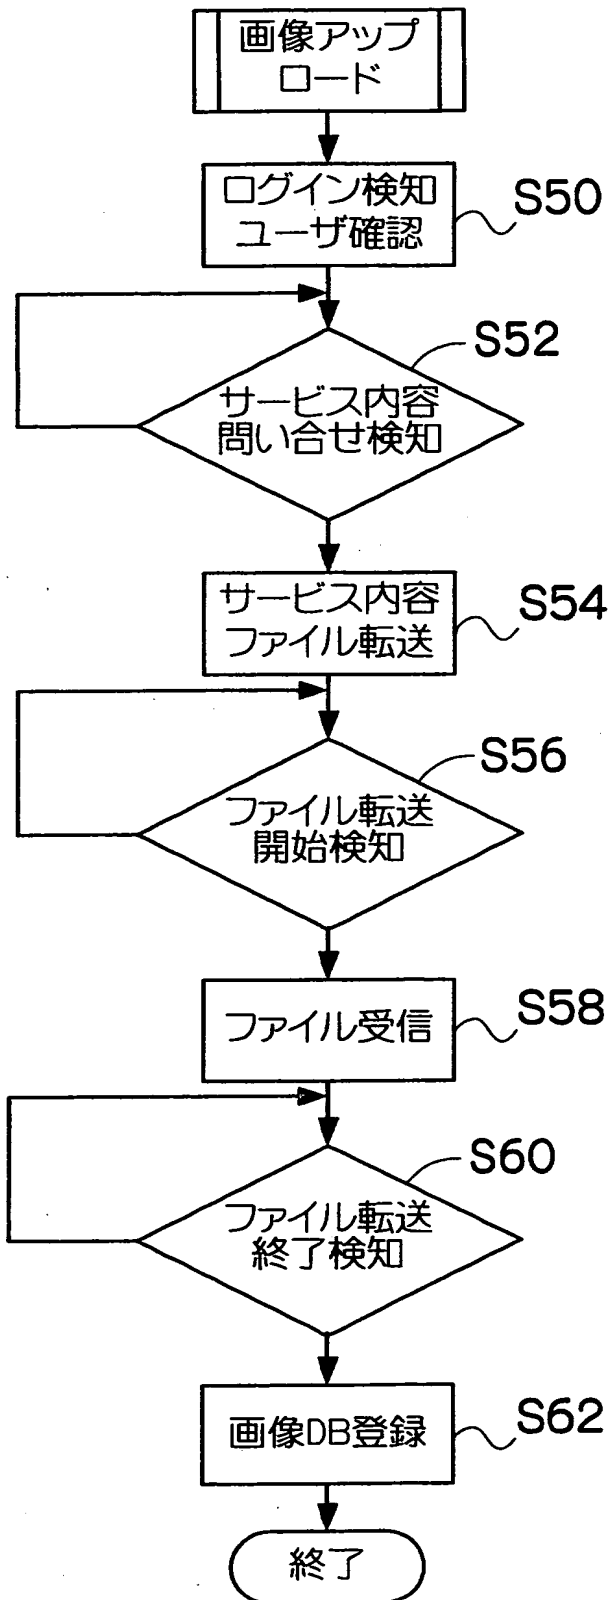 画像アップ
ロード
ログイン検知
ユーザ確認
S50
S52
サービス内容
問い合せ検知
サービス内容
ファイル転送
S54
S56
ファイル転送
開始検知
ファイル受信
S58
S60
ファイル転送
終了検知
画像DB登録
S62
終了